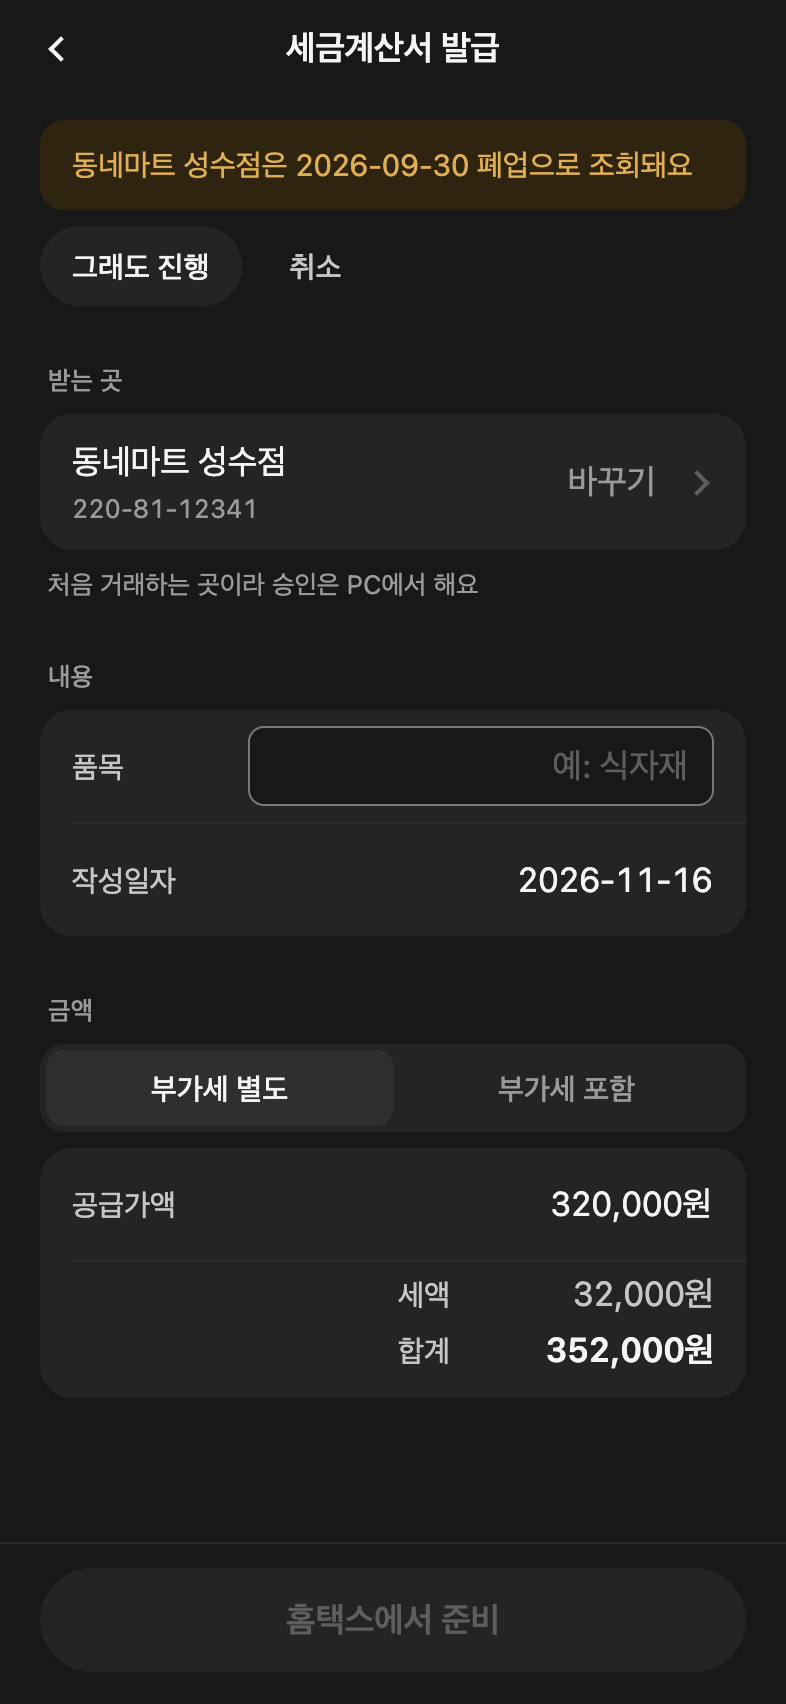 세금계산서 발급
동네마트 성수점은 2026-09-30 폐업으로 조회돼요
그래도 진행
취소
받는 곳
동네마트 성수점
220-81-12341
바꾸기
처음 거래하는 곳이라 승인은 PC에서 해요
내용
품목
예: 식자재
작성일자
2026-11-16
금액
부가세 별도
부가세 포함
공급가액
320,000원
세액
32,000원
합계
352,000원
홈택스에서 준비